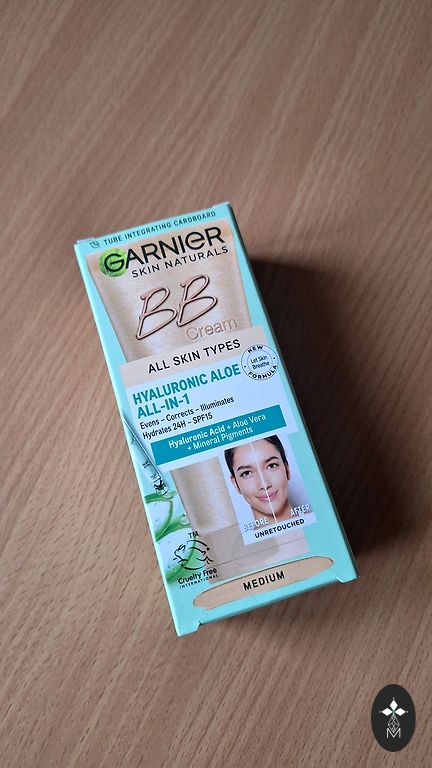 TUBE INTEGRATING CARDBOARD
GARNIER
SKIN NATURALS
BB
Cream
ALL SKIN TYPES
NEW
Let Skin
Breathe
FORMULA
HYALURONIC ALOE
ALL-IN-1
Evens - Corrects - Illuminates
Hydrates 24H - SPF15
Hyaluronic Acid + Aloe Vera
+ Mineral Pigments
BEFORE AFTER
UNRETOUCHED
TM
Cruelty Free
INTERNATIONAL
MEDIUM
M